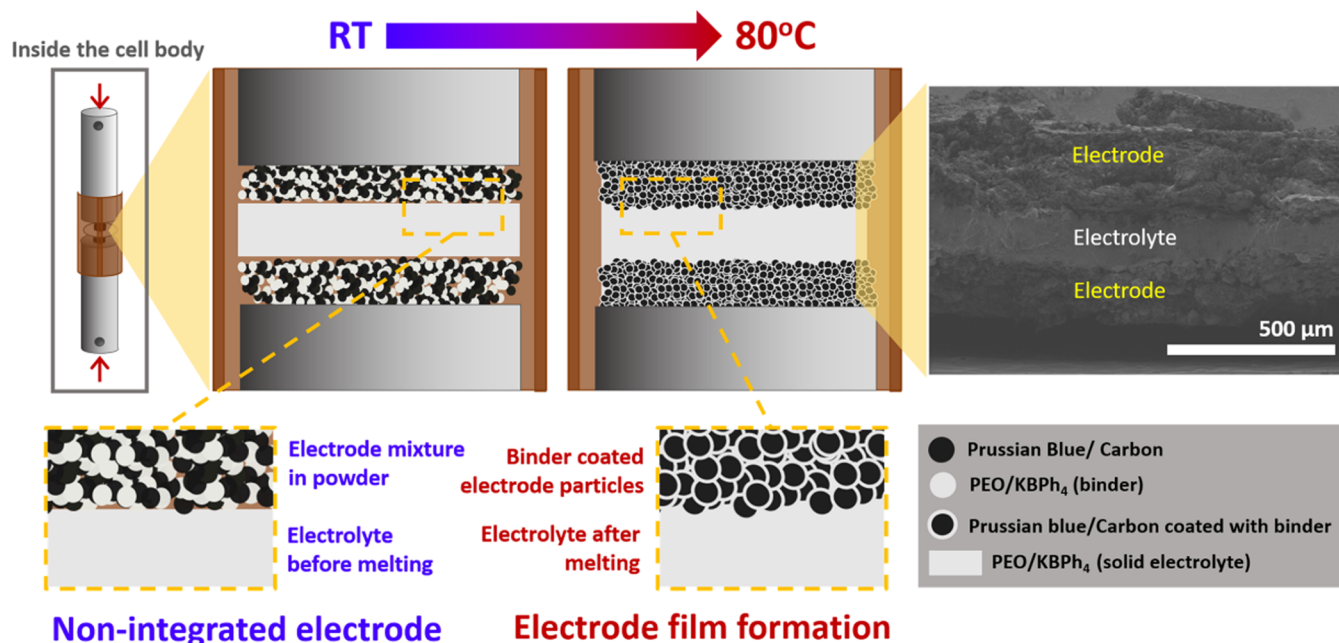 RT
80°C
Inside the cell body
Electrode
Electrolyte
Electrode
500 µm
Electrode mixture
in powder
Electrolyte
before melting
Non-integrated electrode
Binder coated
electrode particles
Electrolyte after
melting
Electrode film formation
Prussian Blue/ Carbon
PEO/KBPh₄ (binder)
Prussian blue/Carbon coated with binder
PEO/KBPh₄ (solid electrolyte)